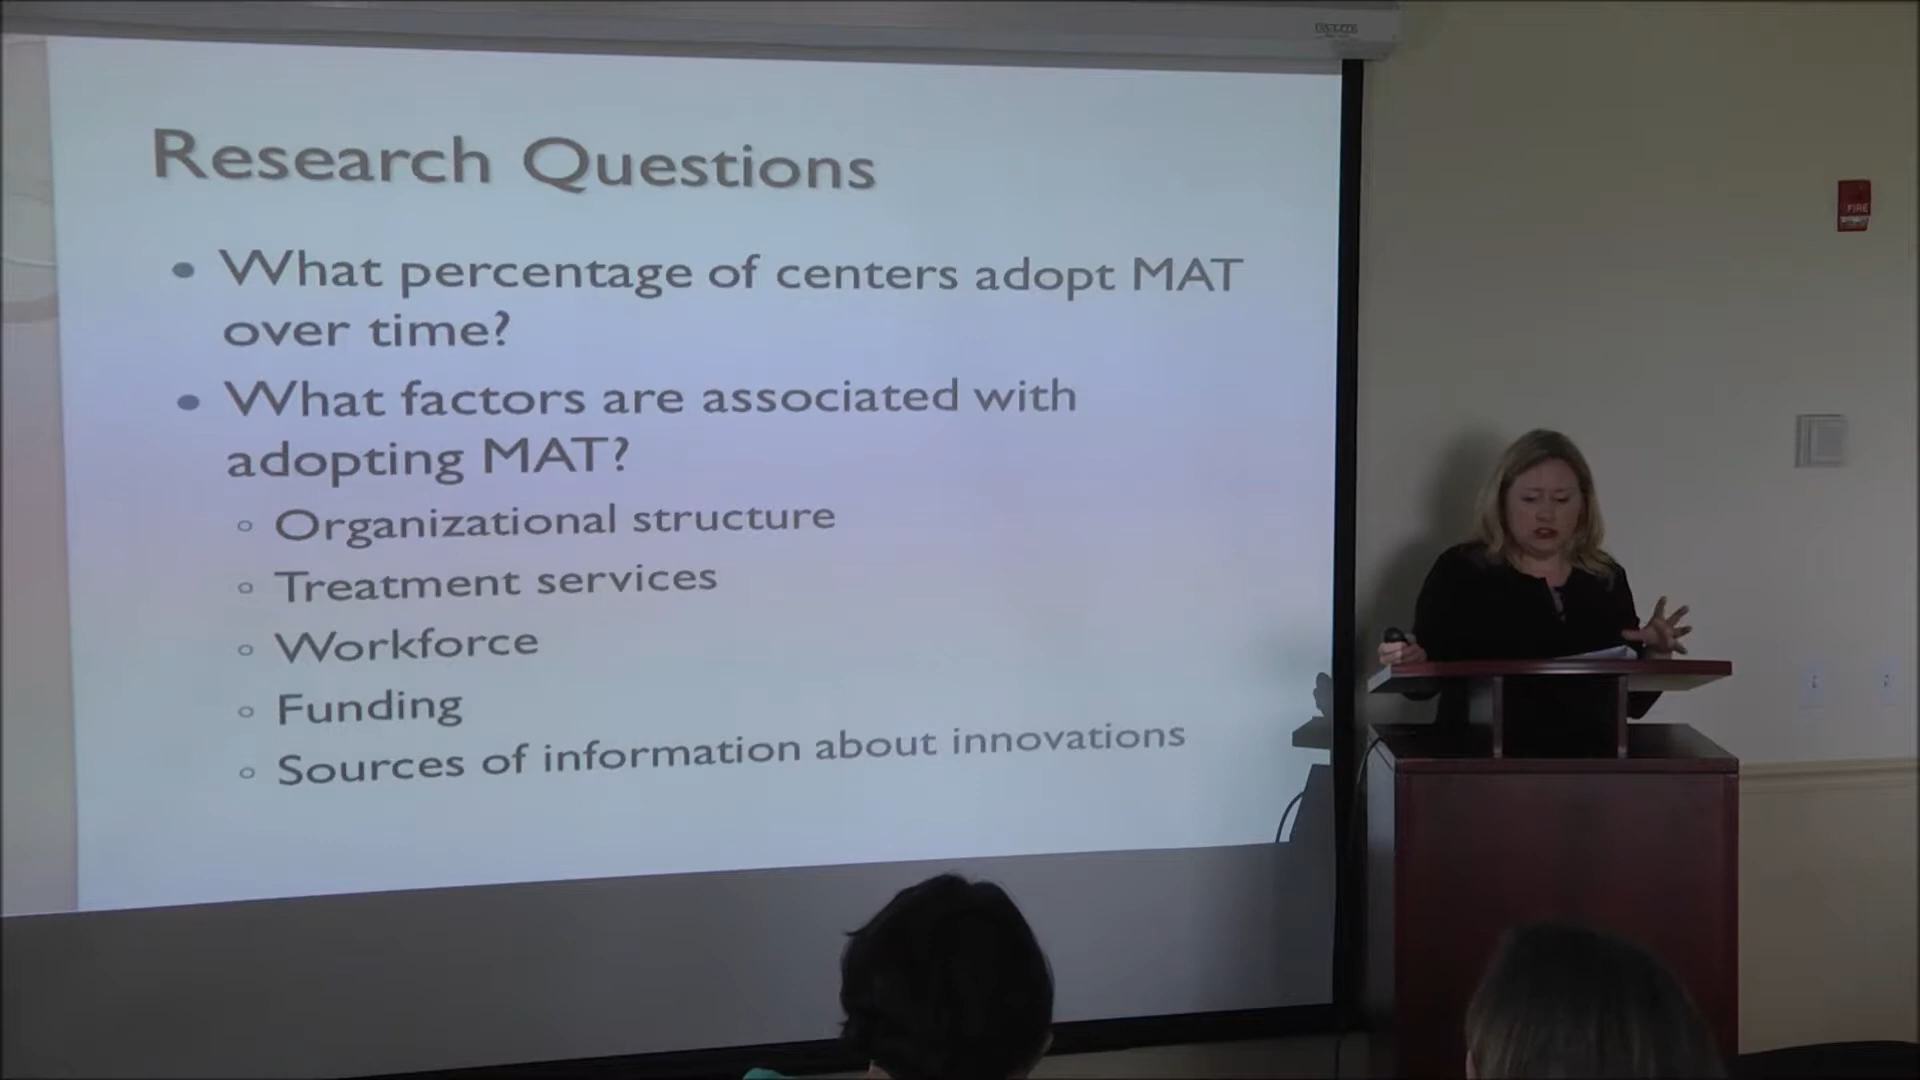 Research Questions
• What percentage of centers adopt MAT
over time?
• What factors are associated with
adopting MAT?
◦ Organizational structure
◦ Treatment services
◦ Workforce
◦ Funding
◦ Sources of information about innovations
FIRE